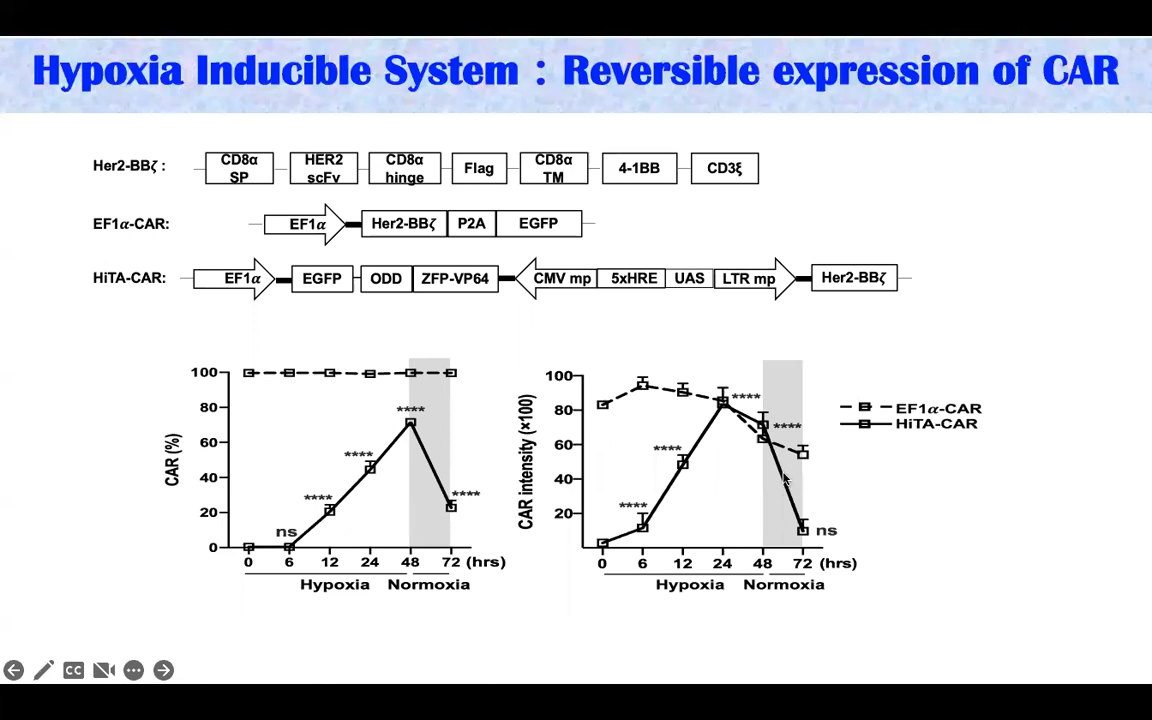 Hypoxia Inducible System : Reversible expression of CAR
Her2-BBζ :
CD8α
SP
HER2
scFv
CD8α
hinge
Flag
CD8α
TM
4-1BB
CD3ξ
EF1α-CAR:
EF1α
Her2-BBζ
P2A
EGFP
HiTA-CAR:
EF1α
EGFP
ODD
ZFP-VP64
CMV mp
5xHRE
UAS
LTR mp
Her2-BBζ
CAR (%)
100
80
60
40
20
0
ns
****
****
****
****
0 6 12 24 48 72 (hrs)
Hypoxia Normoxia
CAR intensity (×100)
100
80
60
40
20
****
****
****
****
ns
0 6 12 24 48 72 (hrs)
Hypoxia Normoxia
EF1α-CAR
HiTA-CAR
CC